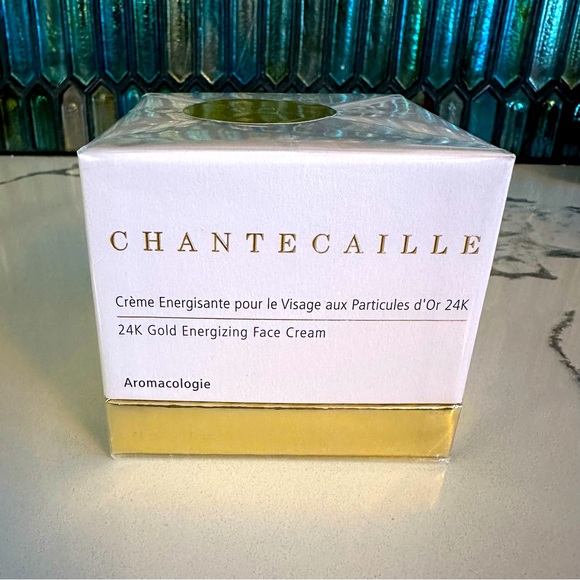 CHANTECAILLE
Crème Energisante pour le Visage aux Particules d'Or 24K
24K Gold Energizing Face Cream
Aromacologie